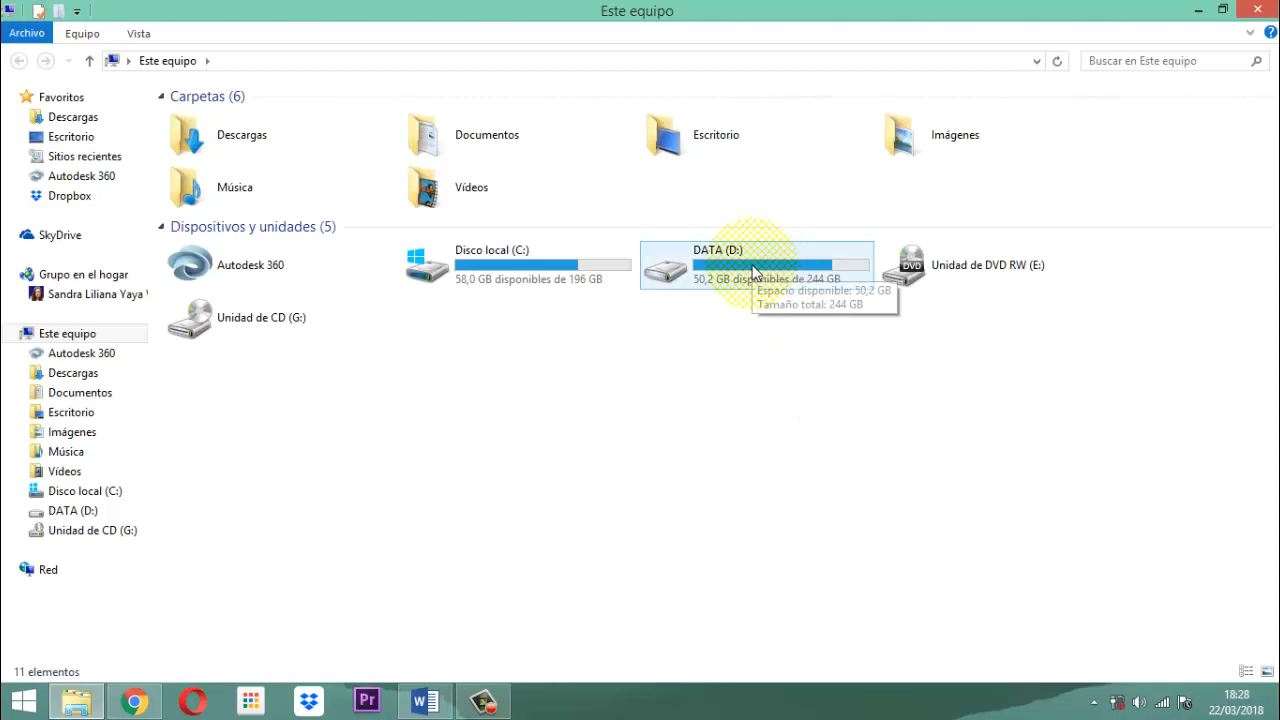 Este equipo
Archivo
Equipo
Vista
Este equipo
Buscar en Este equipo
Favoritos
Descargas
Escritorio
Sitios recientes
Autodesk 360
Dropbox
SkyDrive
Grupo en el hogar
Sandra Liliana Yaya
Este equipo
Autodesk 360
Descargas
Documentos
Escritorio
Imágenes
Música
Vídeos
Disco local (C:)
DATA (D:)
Unidad de CD (G:)
Red
Carpetas (6)
Descargas
Documentos
Escritorio
Imágenes
Música
Vídeos
Dispositivos y unidades (5)
Autodesk 360
Disco local (C:)
58,0 GB disponibles de 196 GB
DATA (D:)
50,2 GB disponibles de 244 GB
DVD
Unidad de DVD RW (E:)
Unidad de CD (G:)
Espacio disponible: 50,2 GB
Tamaño total: 244 GB
11 elementos
Pr
18:28
22/03/2018